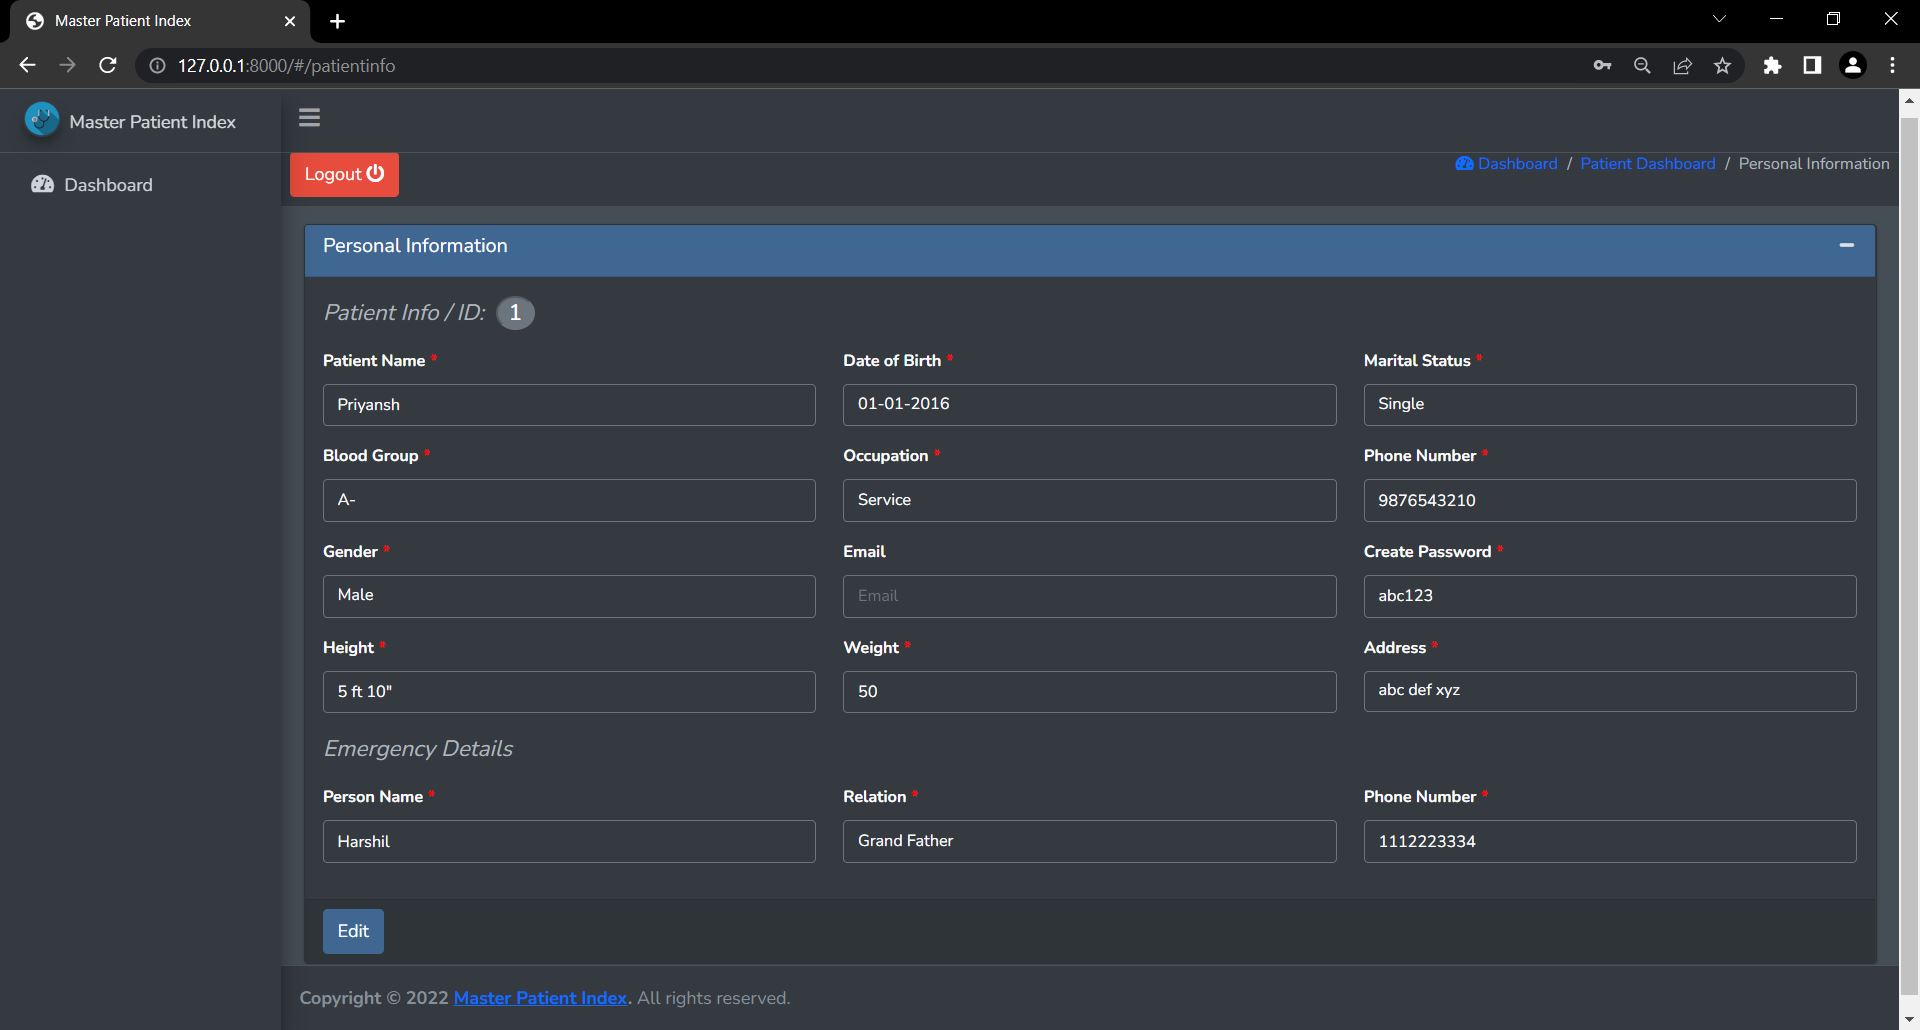 Master Patient Index
127.0.0.1:8000/#/patientinfo
Master Patient Index
Dashboard
Logout
Dashboard / Patient Dashboard / Personal Information
Personal Information
Patient Info / ID: 1
Patient Name * Date of Birth * Marital Status *
Priyansh 01-01-2016 Single
Blood Group * Occupation * Phone Number *
A- Service 9876543210
Gender * Email Create Password *
Male Email abc123
Height * Weight * Address *
5 ft 10" 50 abc def xyz
Emergency Details
Person Name * Relation * Phone Number *
Harshil Grand Father 1112223334
Edit
Copyright © 2022 Master Patient Index. All rights reserved.